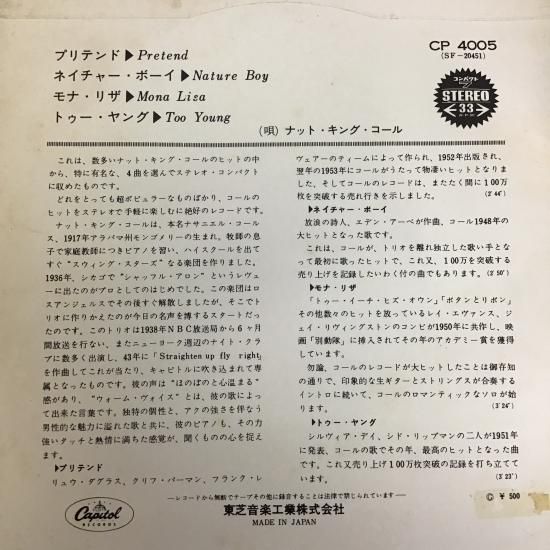 プリテンド▶Pretend
ネイチャー・ボーイ▶Nature Boy
モナ・リザ▶Mona Lisa
トゥー・ヤング▶Too Young
(唄) ナット・キング・コール
CP 4005
(SF-20451)
コンパクト
STEREO
33
これは、数多いナット・キング・コールのヒットの中
から、特に有名な、4曲を選んでステレオ・コンパクト
に収めたものです。
どれをとっても超ポピュラーなものばかり、コールの
ヒットをステレオで手軽に楽しむに絶好のレコードです。
ナット・キング・コールは、本名ナサニエル・コール
ス、1917年アラバマ州モンゴメリーの生まれ。牧師の息
子で家庭教師につきピアノを習い、ハイスクールを出て
すぐ“スウィング・スターズ”なる楽団を作りました。
1936年、シカゴで「シャッフル・アロン」というレヴュ
ーに出たのがプロとしてのはじめでした。この楽団はロ
スアンジェルスでその後すぐ解散しましたが、そこでト
リオに作りかえたのが今日の名声を博するスタートだっ
たのです。このトリオは1938年NBC放送局から6ヶ月
間放送を行ない、またニューヨーク週辺のナイト・クラ
ブに数多く出演し、43年に「Straighten up fly right」
を作曲してこれが当たり、キャピトルに吹き込まれて専
属となったものです。彼の声は“ほのぼのと心温まる”
感があり、“ウォーム・ヴォイス”とは、彼の歌によっ
て出来た言葉です。独特の個性と、アクの強さを伴なう
男性的な魅力に溢れた歌と共に、彼のピアノも、その力
強いタッチと熱情に満ちた感覚が、聞くものの心を捉え
ます。
▶プリテンド
リュウ・ダグラス、クリフ・パーマン、フランク・レ
ヴェアーのティームによって作られ、1952年出版され、
翌年の1953年にコールがうたって物凄いヒットとなりま
した、そしてコールのレコードは、またたく間に100万
枚を突破する売れ行きを示しました。 (2′44″)
▶ネイチャー・ボーイ
放浪の詩人、エデン・アーベが作曲、コール1948年の
大ヒットとなった歌です。
これは、コールが、トリオを離れ独立した歌い手とな
って最初に歌ったヒットで、これ又、100万を突破する
売り上げを記録したいわく付の曲でもあります。(2′50″)
▶モナ・リザ
「トゥー・イーチ・ヒズ・オウン」「ボタンとリボン」
その他数々のヒットを放っているレイ・エヴァンス、ジ
ェイ・リヴィングストンのコンビが1950年に共作し、映
画「別動隊」に挿入されてその年のアカデミー賞を獲得
しています。
勿論、コールのレコードが大ヒットしたことは御存知
の通りで、印象的な生ギターとストリングスが合奏する
イントロに続いて、コールのロマンティックなソロが始
ります。 (3′24″)
▶トゥー・ヤング
シルヴィア・デイ、シド・リップマンの二人が1951年
に発表、コールの歌でその年、最高のヒットとなった曲
です。これ又売り上げ100万枚突破の記録を打ち立てて
います。 (3′23″)
Capitol
RECORDS
―レコードから無断でテープその他に録音することは法律で禁じられています―
東芝音楽工業株式会社
MADE IN JAPAN
Ⓒ ¥500